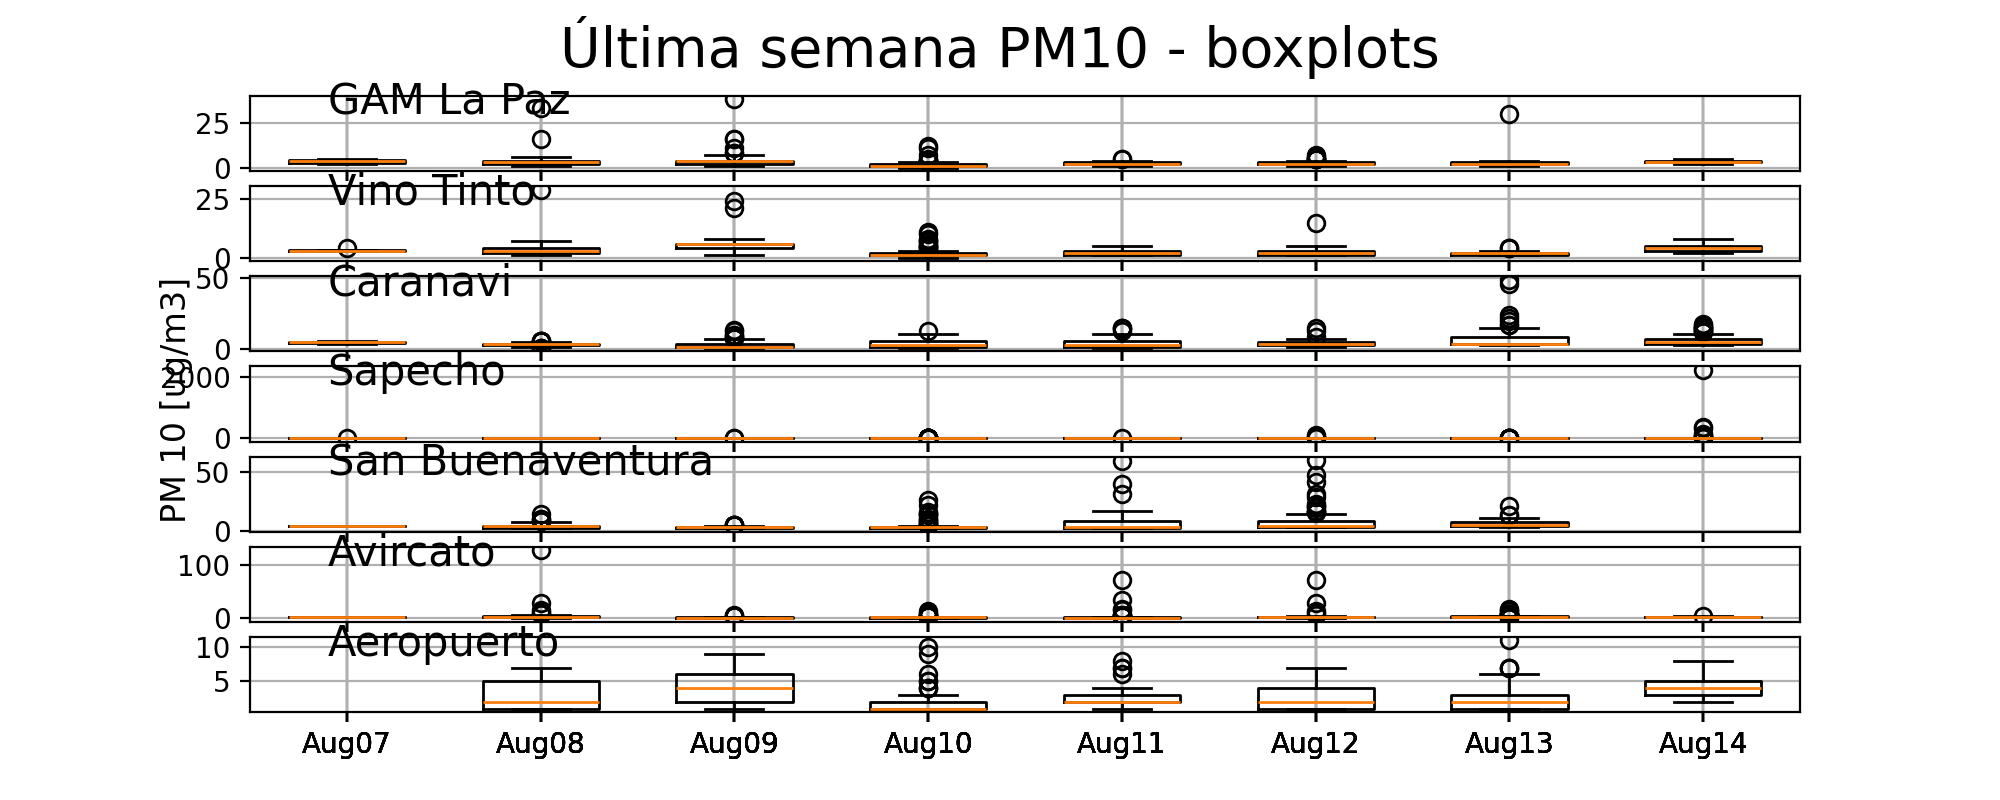 Última semana PM10 - boxplots
GAM La Paz
25
0
Vino Tinto
25
0
Caranavi
50
0
PM 10 [ug/m3]
Sapecho
2000
0
San Buenaventura
50
0
Avircato
100
0
Aeropuerto
10
5
Aug07 Aug08 Aug09 Aug10 Aug11 Aug12 Aug13 Aug14